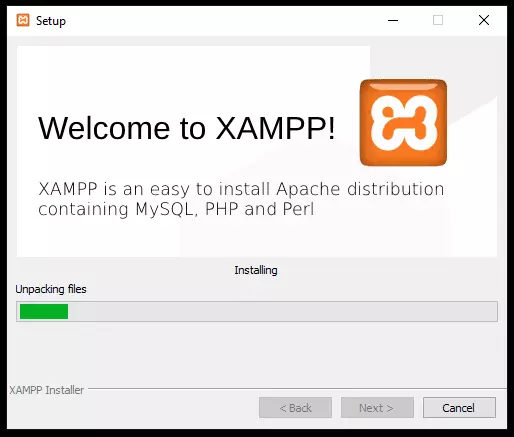 Setup
Welcome to XAMPP!
XAMPP is an easy to install Apache distribution
containing MySQL, PHP and Perl
Installing
Unpacking files
XAMPP Installer
< Back
Next >
Cancel